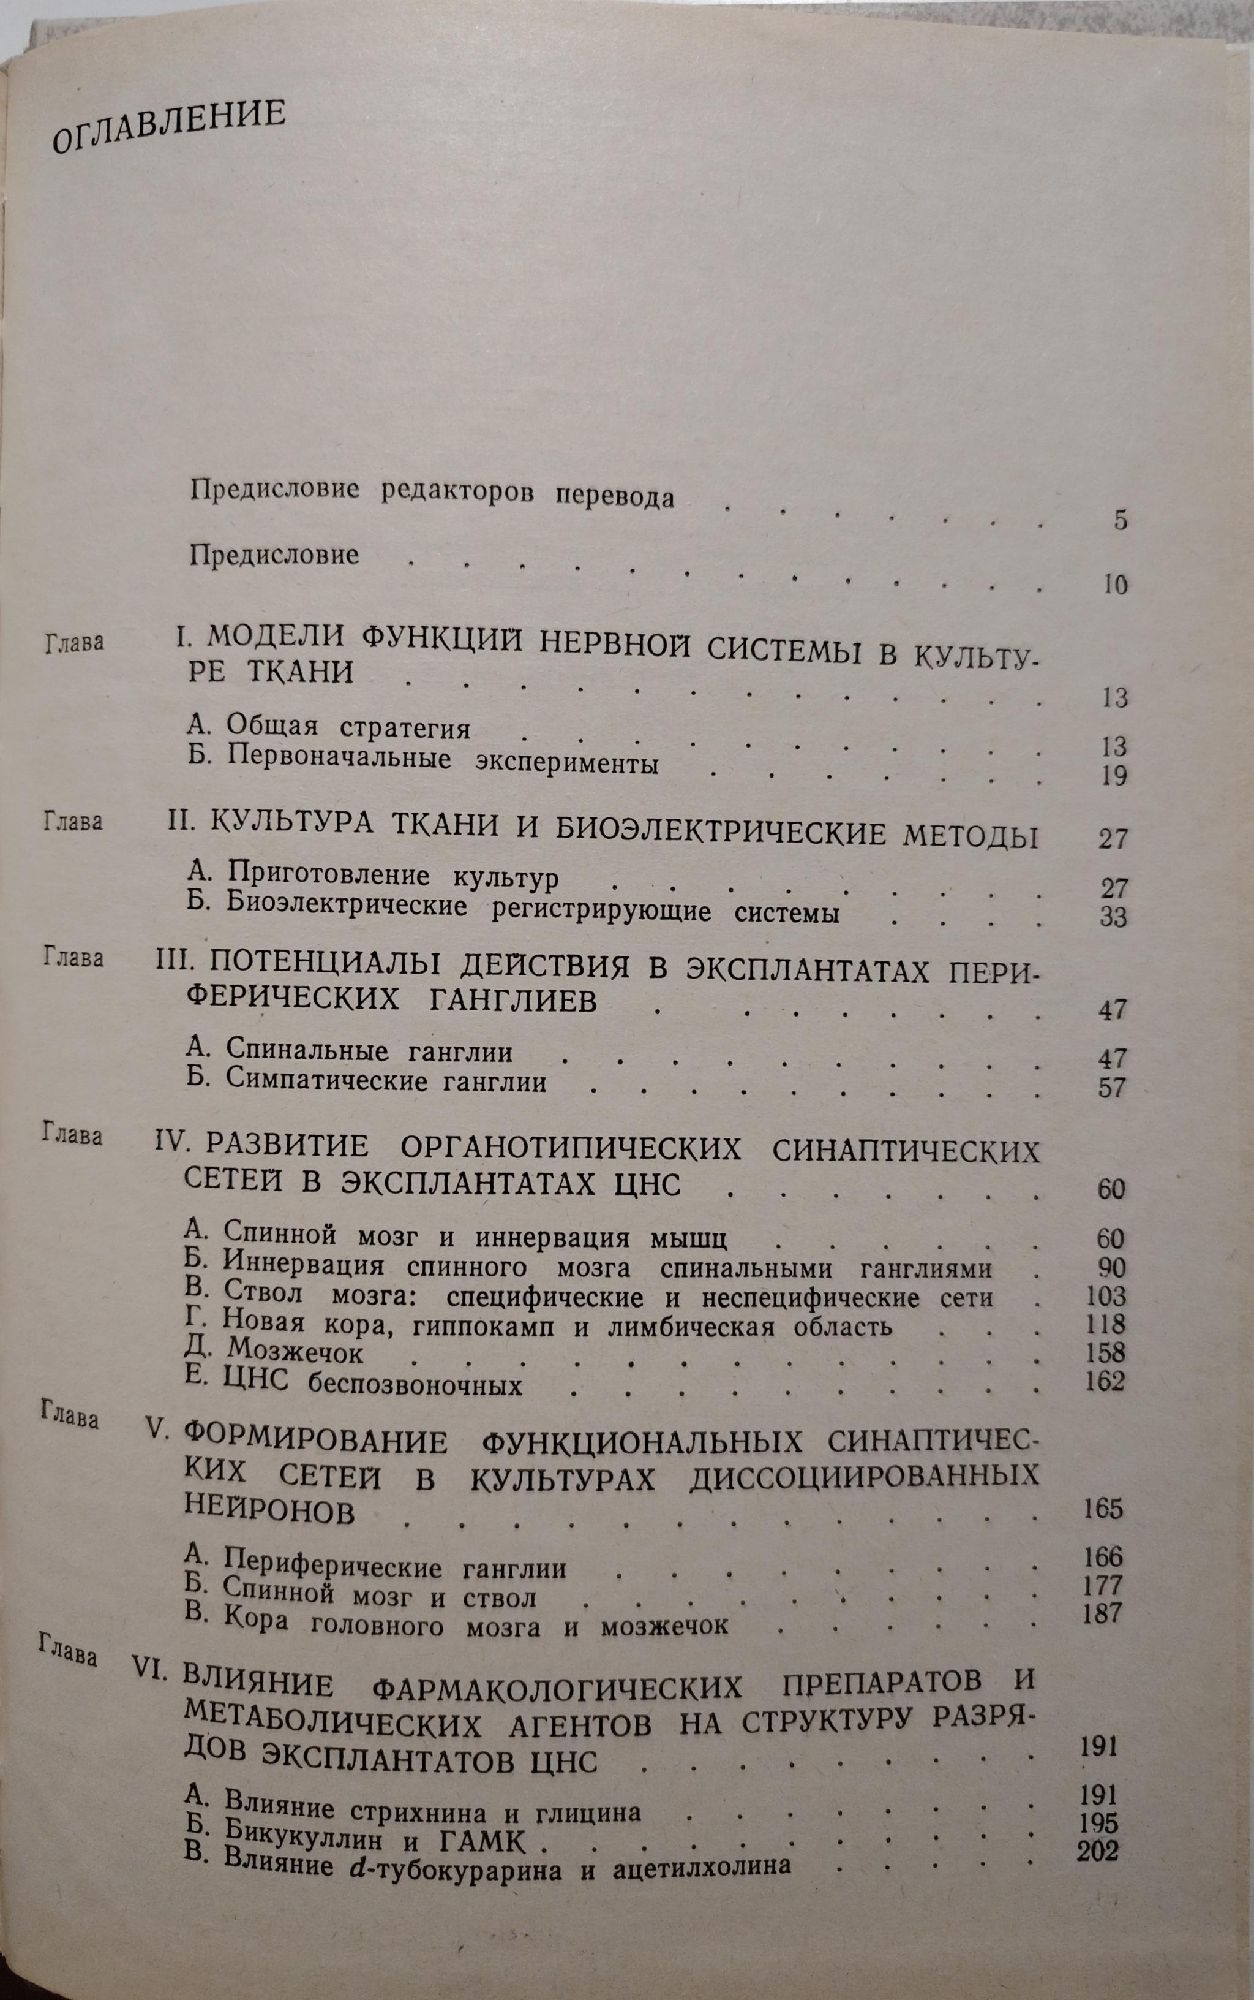 ОГЛАВЛЕНИЕ
Предисловие редакторов перевода . . . . . . . 5
Предисловие . . . . . . . . . . . . 10
Глава I. МОДЕЛИ ФУНКЦИЙ НЕРВНОЙ СИСТЕМЫ В КУЛЬТУ-
РЕ ТКАНИ . . . . . . . . . . . . 13
А. Общая стратегия . . . . . . . . . . 13
Б. Первоначальные эксперименты . . . . . . . 19
Глава II. КУЛЬТУРА ТКАНИ И БИОЭЛЕКТРИЧЕСКИЕ МЕТОДЫ 27
А. Приготовление культур . . . . . . . . 27
Б. Биоэлектрические регистрирующие системы . . . . 33
Глава III. ПОТЕНЦИАЛЫ ДЕЙСТВИЯ В ЭКСПЛАНТАТАХ ПЕРИ-
ФЕРИЧЕСКИХ ГАНГЛИЕВ . . . . . . . . 47
А. Спинальные ганглии . . . . . . . . . 47
Б. Симпатические ганглии . . . . . . . . . 57
Глава IV. РАЗВИТИЕ ОРГАНОТИПИЧЕСКИХ СИНАПТИЧЕСКИХ
СЕТЕЙ В ЭКСПЛАНТАТАХ ЦНС . . . . . . 60
А. Спинной мозг и иннервация мышц . . . . . . 60
Б. Иннервация спинного мозга спинальными ганглиями . 90
В. Ствол мозга: специфические и неспецифические сети . 103
Г. Новая кора, гиппокамп и лимбическая область . . . 118
Д. Мозжечок . . . . . . . . . . . . 158
Е. ЦНС беспозвоночных . . . . . . . . . 162
Глава V. ФОРМИРОВАНИЕ ФУНКЦИОНАЛЬНЫХ СИНАПТИЧЕС-
КИХ СЕТЕЙ В КУЛЬТУРАХ ДИССОЦИИРОВАННЫХ
НЕЙРОНОВ . . . . . . . . . . . . 165
А. Периферические ганглии . . . . . . . . 166
Б. Спинной мозг и ствол . . . . . . . . . 177
В. Кора головного мозга и мозжечок . . . . . . 187
Глава VI. ВЛИЯНИЕ ФАРМАКОЛОГИЧЕСКИХ ПРЕПАРАТОВ И
МЕТАБОЛИЧЕСКИХ АГЕНТОВ НА СТРУКТУРУ РАЗРЯ-
ДОВ ЭКСПЛАНТАТОВ ЦНС . . . . . . . . 191
А. Влияние стрихнина и глицина . . . . . . . 191
Б. Бикукуллин и ГАМК . . . . . . . . . . 195
В. Влияние d-тубокурарина и ацетилхолина . . . . . 202